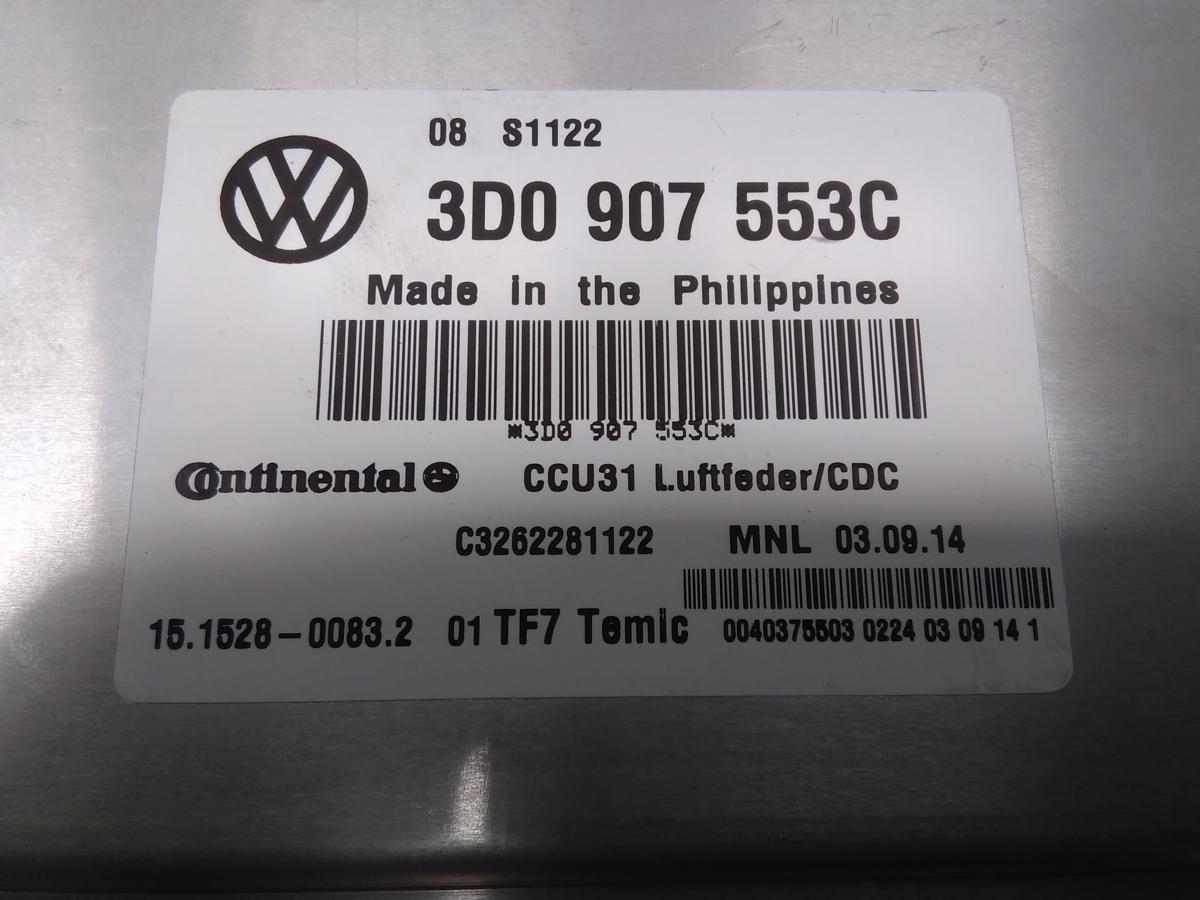 08 S1122
3D0 907 553C
Made in the Philippines
*3D0 907 553C*
Continental CCU31 Luftfeder/CDC
C3262281122 MNL 03.09.14
15.1528-0083.2 01 TF7 Temic 0040375503 0224 03 09 14 1